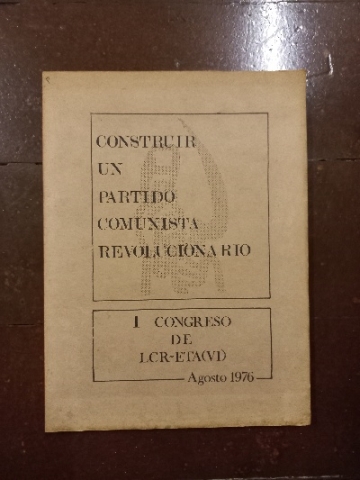 CONSTRUIR
UN
PARTIDO
COMUNISTA
REVOLUCIONARIO
I CONGRESO
DE
LCR-ETA(VI)
Agosto 1976